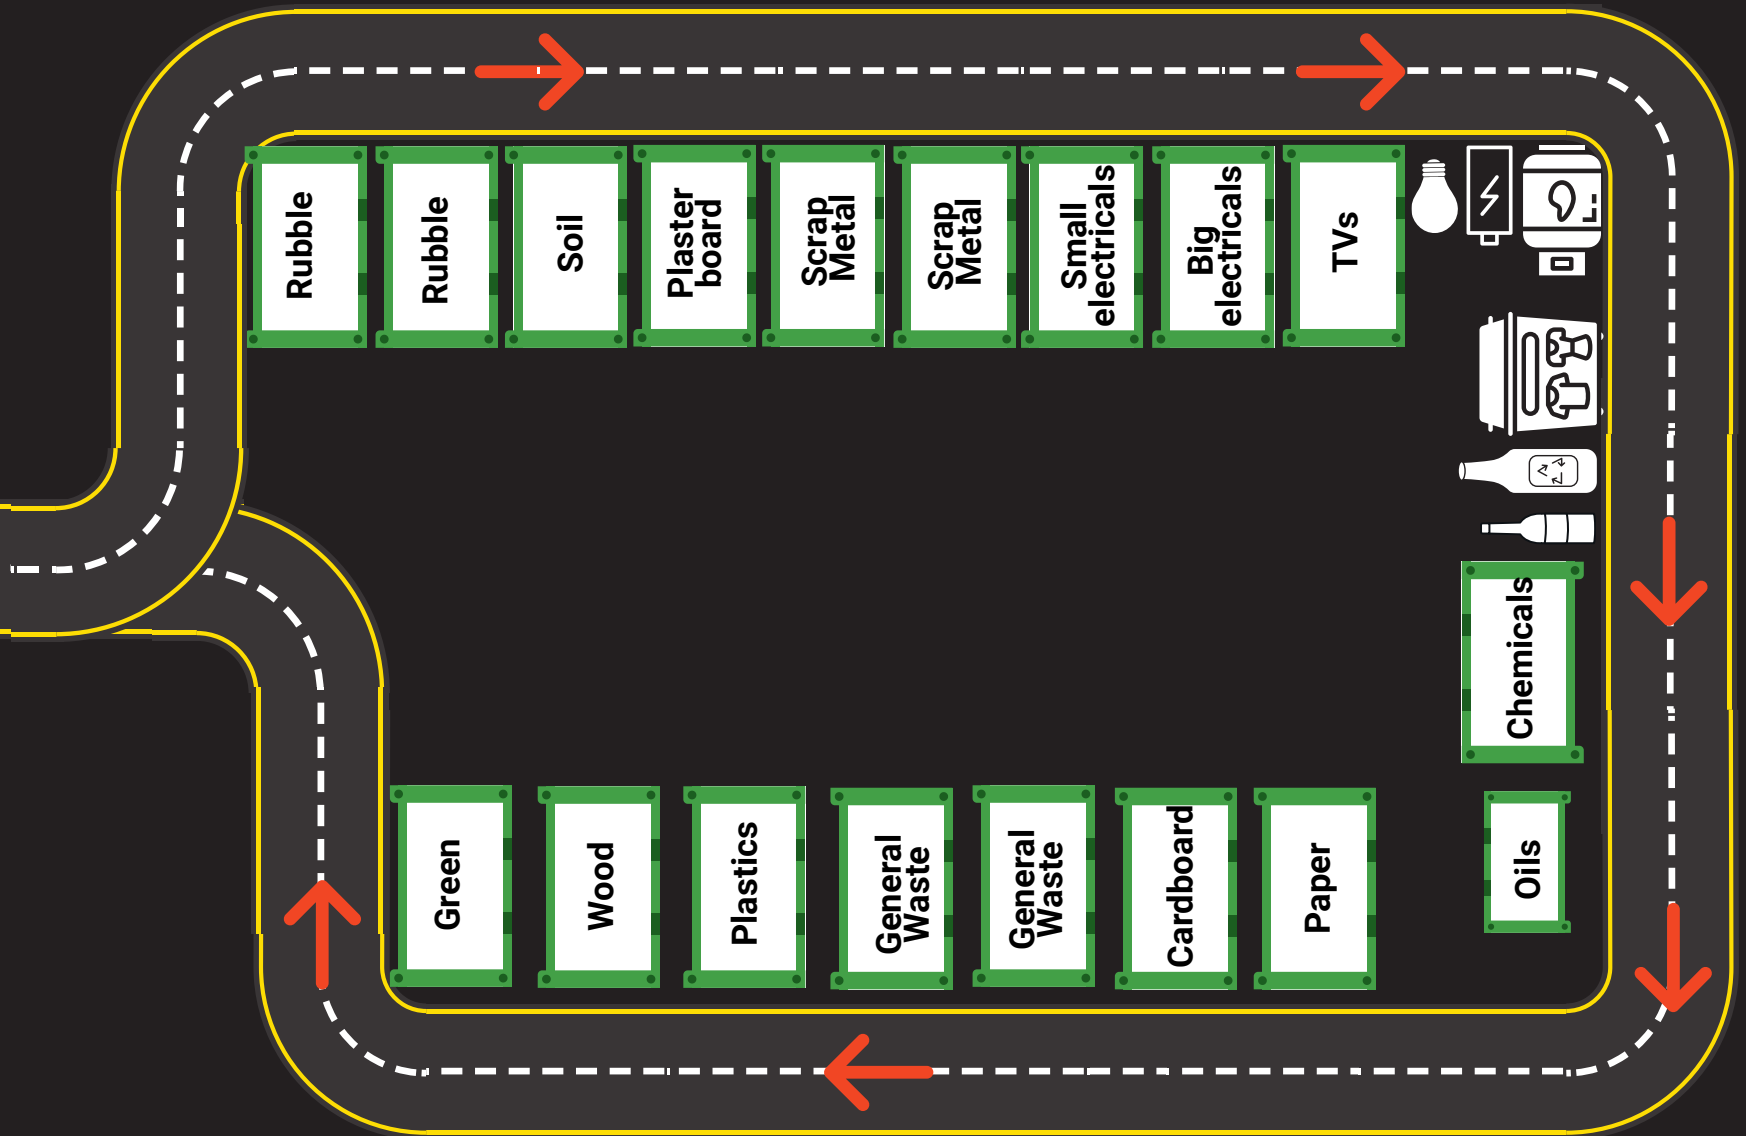 Rubble
Rubble
Soil
Plaster
board
Scrap
Metal
Scrap
Metal
Small
electricals
Big
electricals
TVs
Chemicals
Oils
Green
Wood
Plastics
General
Waste
General
Waste
Cardboard
Paper